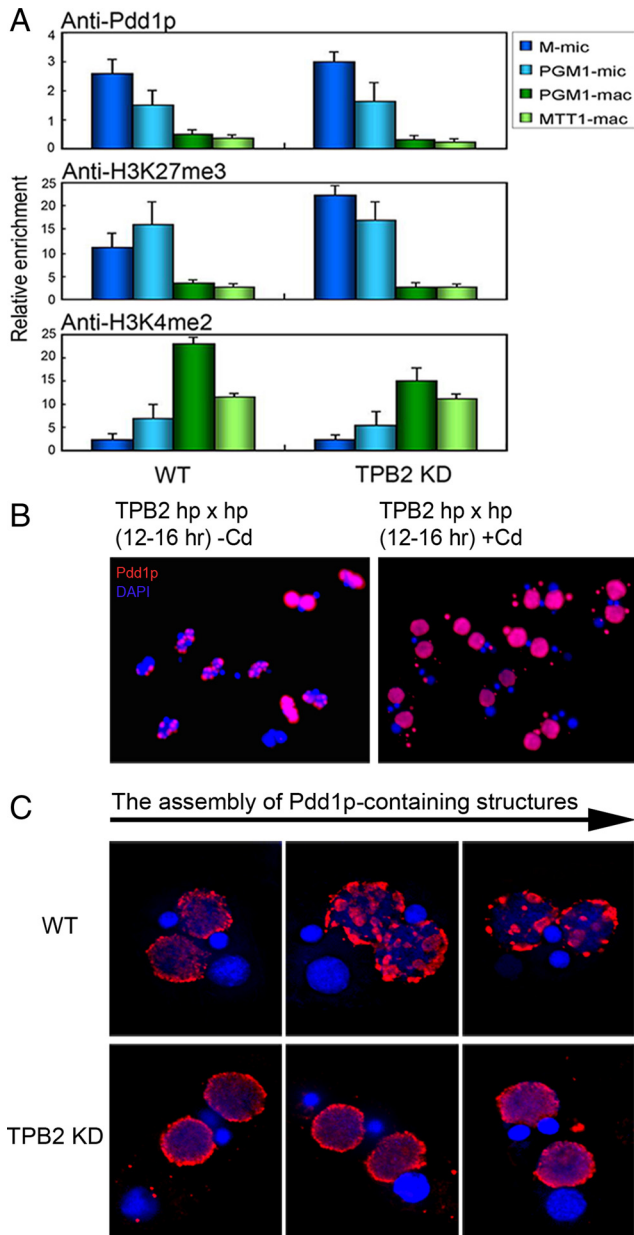 A
Anti-Pdd1p
4
3
2
1
0
M-mic
PGM1-mic
PGM1-mac
MTT1-mac
Anti-H3K27me3
25
20
15
10
5
0
Relative enrichment
Anti-H3K4me2
25
20
15
10
5
0
WT
TPB2 KD
B
TPB2 hp x hp
(12-16 hr) -Cd
TPB2 hp x hp
(12-16 hr) +Cd
Pdd1p
DAPI
C
The assembly of Pdd1p-containing structures
WT
TPB2 KD